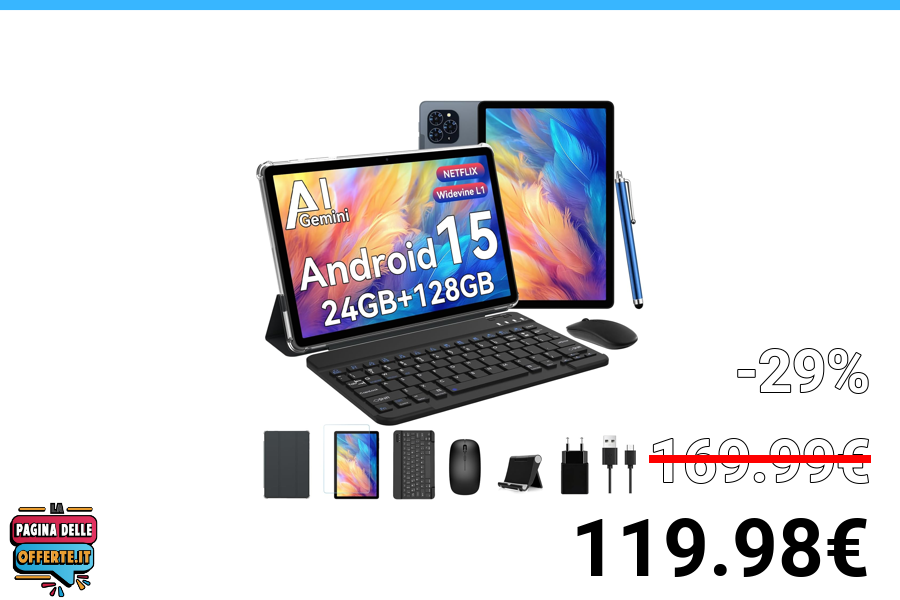 NETFLIX
Widevine L1
AI
Gemini
Android 15
24GB+128GB
-29%
169.99€
119.98€
LA
PAGINA DELLE
OFFERTE.IT